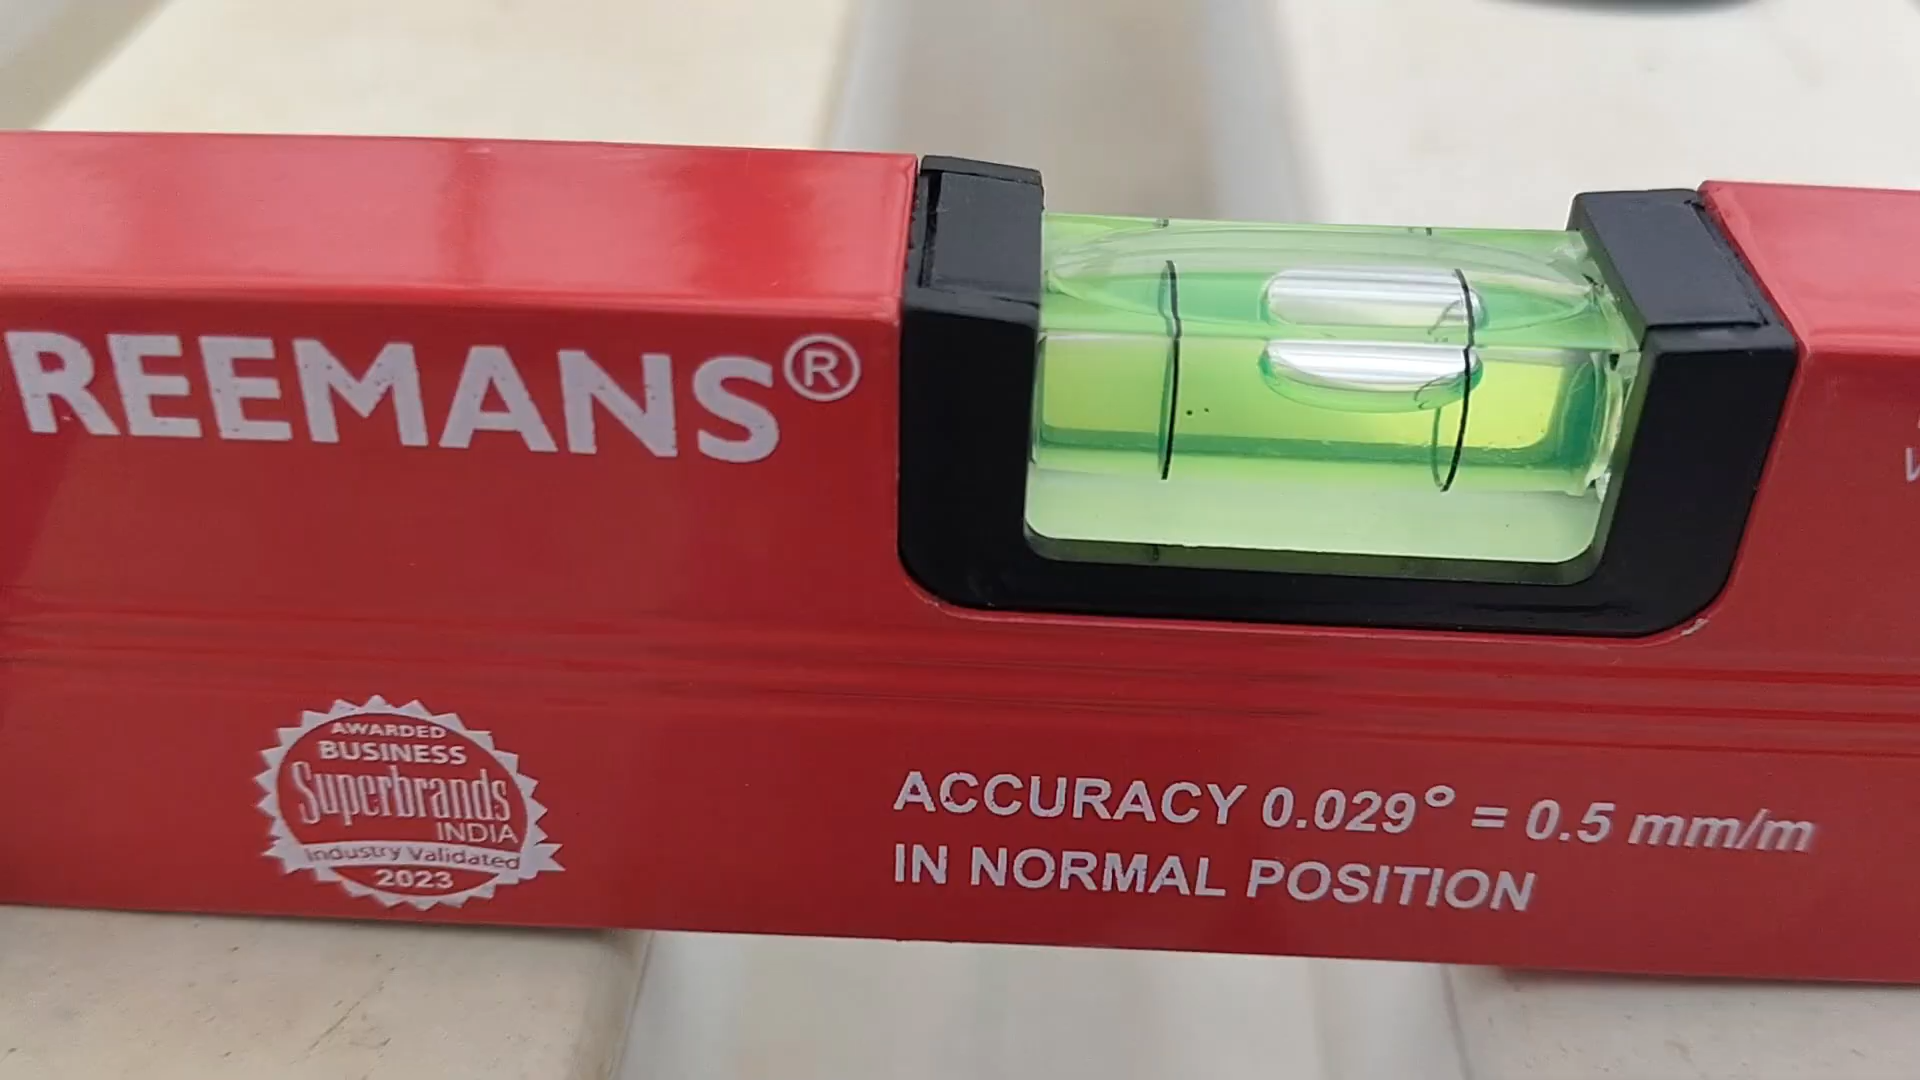 REEMANS®
AWARDED
BUSINESS
Superbrands
INDIA
Industry Validated
2023
ACCURACY 0.029° = 0.5 mm/m
IN NORMAL POSITION